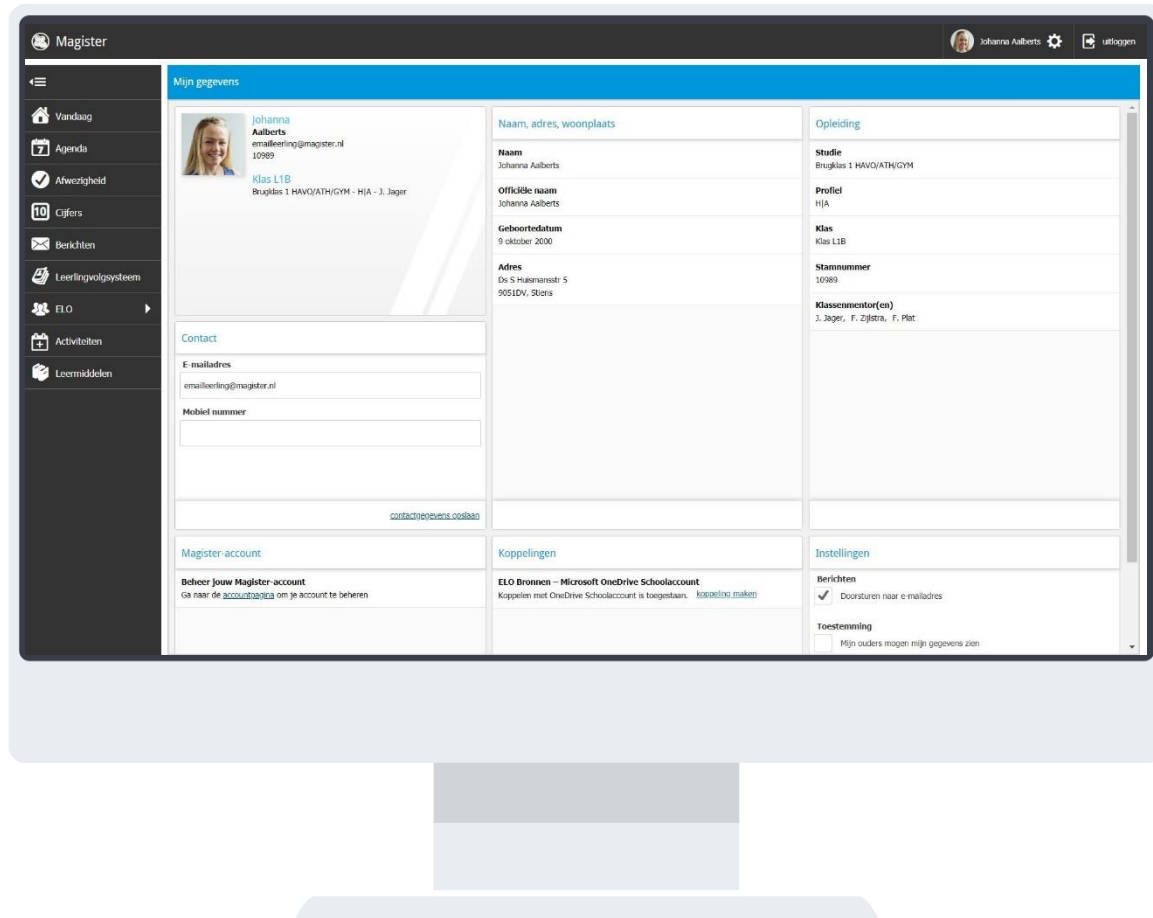 Magister
Johanna Aalberts
uitloggen
Mijn gegevens
Vandaag
7
Agenda
Afwezigheid
10
Cijfers
Berichten
Leerlingvolgsysteem
ELO
Activiteiten
Leermiddelen
Johanna
Aalberts
emailleerling@magister.nl
10989
Klas L1B
Brugklas 1 HAVO/ATH/GYM - H|A - J. Jager
Contact
E-mailadres
emailleerling@magister.nl
Mobiel nummer
contactgegevens opslaan
Naam, adres, woonplaats
Naam
Johanna Aalberts
Officiële naam
Johanna Aalberts
Geboortedatum
9 oktober 2000
Adres
Ds S Huismansstr 5
9051DV, Stiens
Opleiding
Studie
Brugklas 1 HAVO/ATH/GYM
Profiel
H|A
Klas
Klas L1B
Stamnummer
10989
Klassenmentor(en)
J. Jager, F. Zijlstra, F. Plat
Magister-account
Beheer jouw Magister-account
Ga naar de accountpagina om je account te beheren
Koppelingen
ELO Bronnen – Microsoft OneDrive Schoolaccount
Koppelen met OneDrive Schoolaccount is toegestaan. koppeling maken
Instellingen
Berichten
Doorsturen naar e-mailadres
Toestemming
Mijn ouders mogen mijn gegevens zien